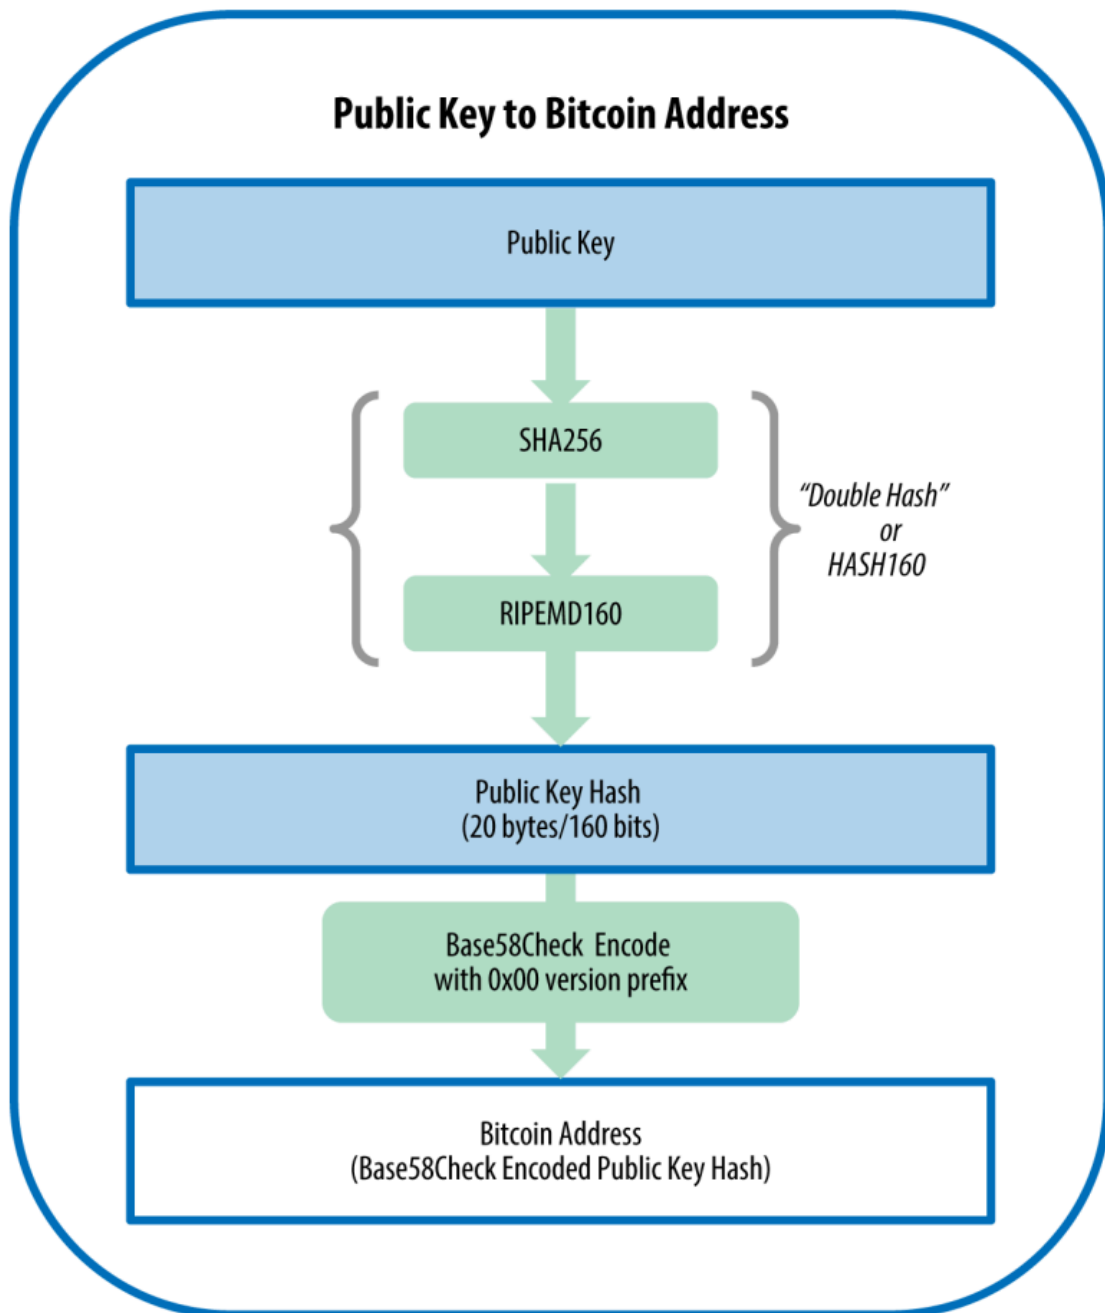 Public Key to Bitcoin Address
Public Key
SHA256
“Double Hash”
or
HASH160
RIPEMD160
Public Key Hash
(20 bytes/160 bits)
Base58Check Encode
with 0x00 version prefix
Bitcoin Address
(Base58Check Encoded Public Key Hash)